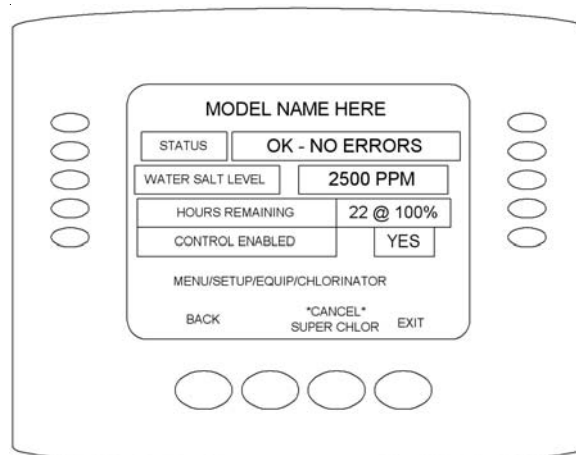 MODEL NAME HERE
STATUS OK - NO ERRORS
WATER SALT LEVEL 2500 PPM
HOURS REMAINING 22 @ 100%
CONTROL ENABLED YES
MENU/SETUP/EQUIP/CHLORINATOR
BACK *CANCEL* SUPER CHLOR EXIT